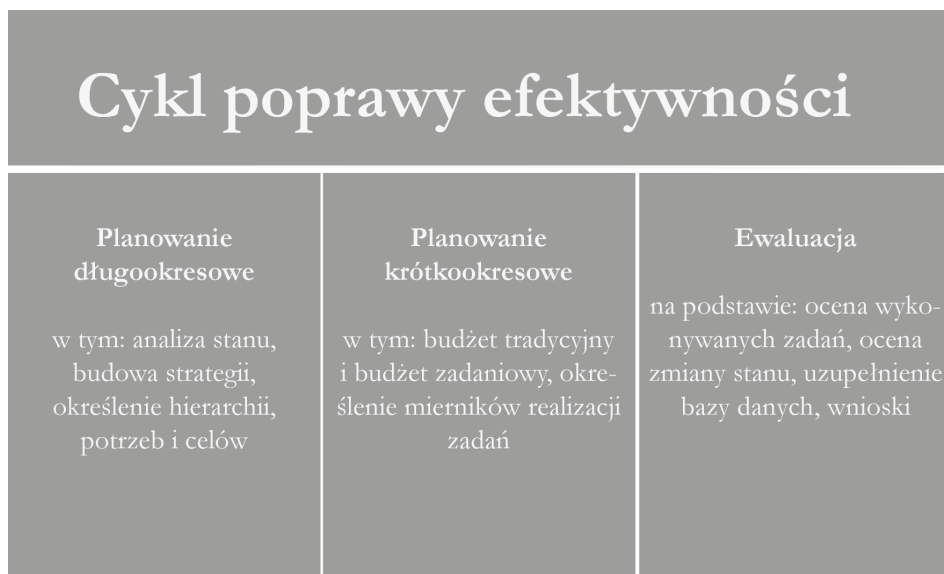 Cykl poprawy efektywności
Planowanie
długookresowe
w tym: analiza stanu,
budowa strategii,
określenie hierarchii,
potrzeb i celów
Planowanie
krótkookresowe
w tym: budżet tradycyjny
i budżet zadaniowy, okre-
ślenie mierników realizacji
zadań
Ewaluacja
na podstawie: ocena wyko-
nywanych zadań, ocena
zmiany stanu, uzupełnienie
bazy danych, wnioski